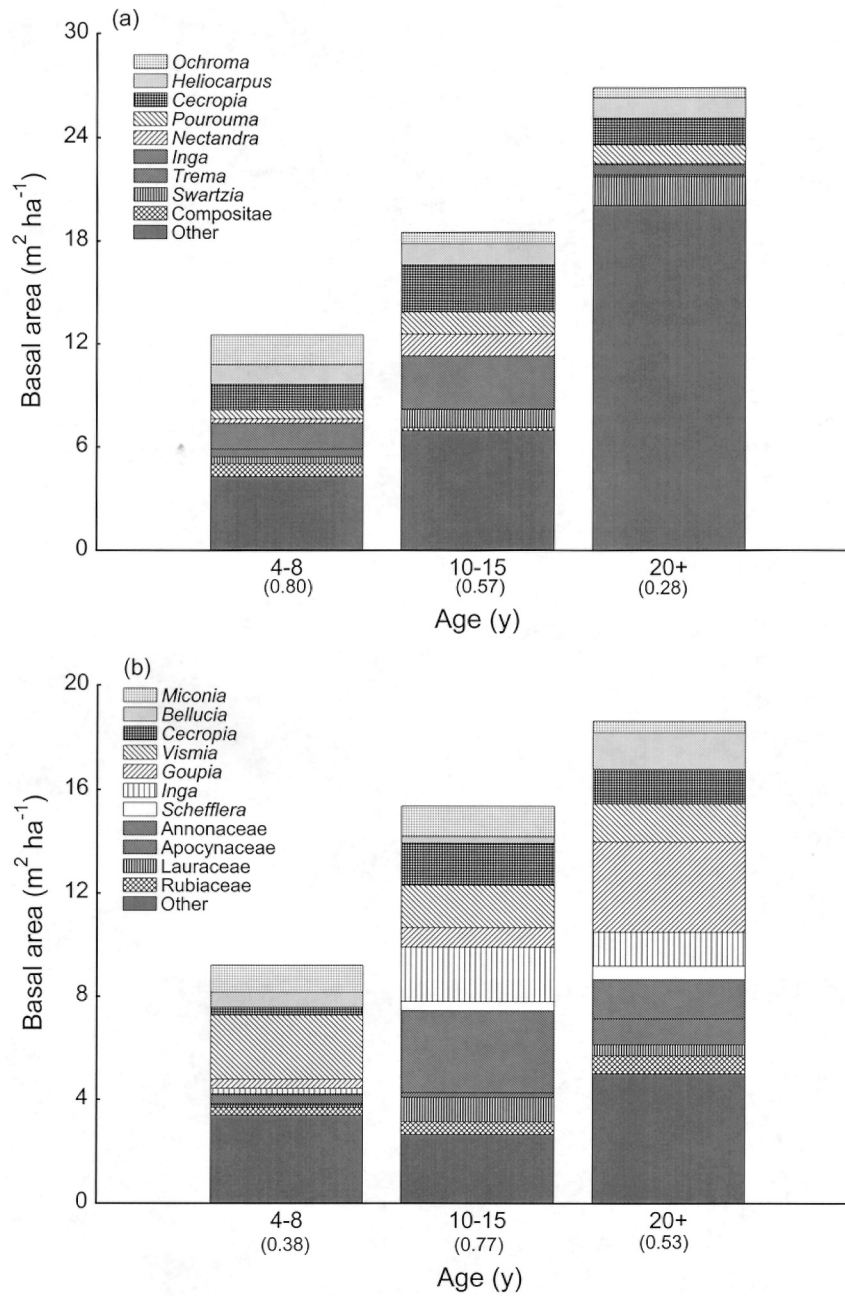 (a)
30
24
18
12
6
0
Basal area (m² ha⁻¹)
Ochroma
Heliocarpus
Cecropia
Pourouma
Nectandra
Inga
Trema
Swartzia
Compositae
Other
4-8 10-15 20+
(0.80) (0.57) (0.28)
Age (y)
(b)
20
16
12
8
4
0
Basal area (m² ha⁻¹)
Miconia
Bellucia
Cecropia
Vismia
Goupia
Inga
Schefflera
Annonaceae
Apocynaceae
Lauraceae
Rubiaceae
Other
4-8 10-15 20+
(0.38) (0.77) (0.53)
Age (y)